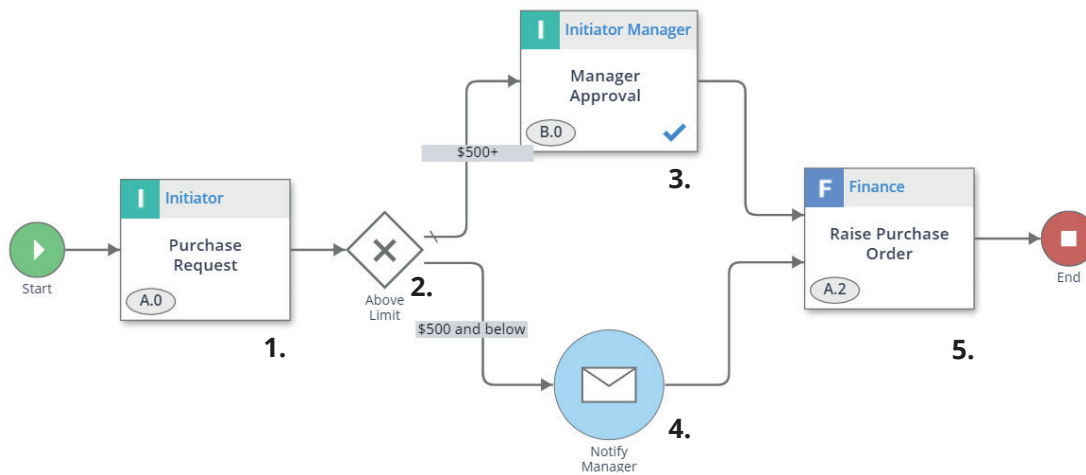 Start
I Initiator
Purchase
Request
A.0
1.
2.
Above
Limit
$500+
I Initiator Manager
Manager
Approval
B.0
3.
$500 and below
4.
Notify
Manager
F Finance
Raise Purchase
Order
A.2
5.
End